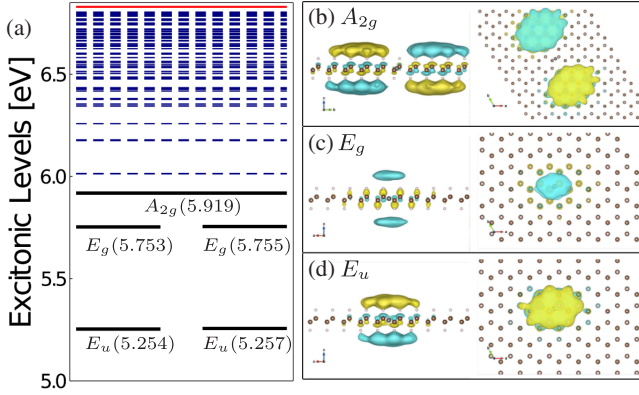 (a)
Excitonic Levels [eV]
6.5
6.0
5.5
5.0
A2g(5.919)
Eg(5.753) Eg(5.755)
Eu(5.254) Eu(5.257)
(b) A2g
(c) Eg
(d) Eu